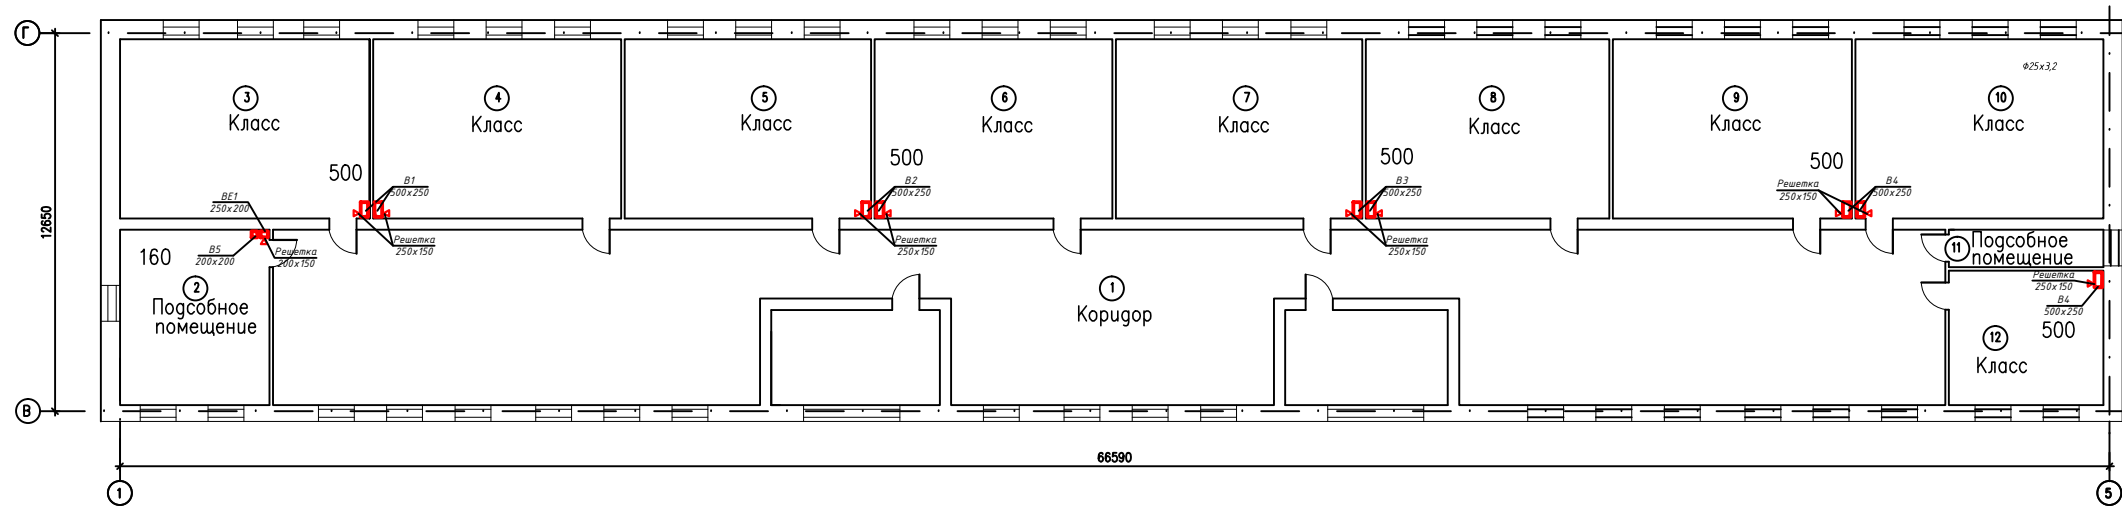 Г
Ф25х3,2
3
Класс
4
Класс
5
Класс
6
Класс
7
Класс
8
Класс
9
Класс
10
Класс
500
500
500
500
В1
500х250
В2
500х250
В3
500х250
Решетка
250х150
В4
500х250
ВЕ1
250х200
Решетка
250х150
Решетка
250х150
Решетка
250х150
12650
В5
200х200
Решетка
200х150
160
2
Подсобное
помещение
1
Коридор
11
Подсобное
помещение
Решетка
250х150
В4
500х250
500
12
Класс
В
66590
1
5